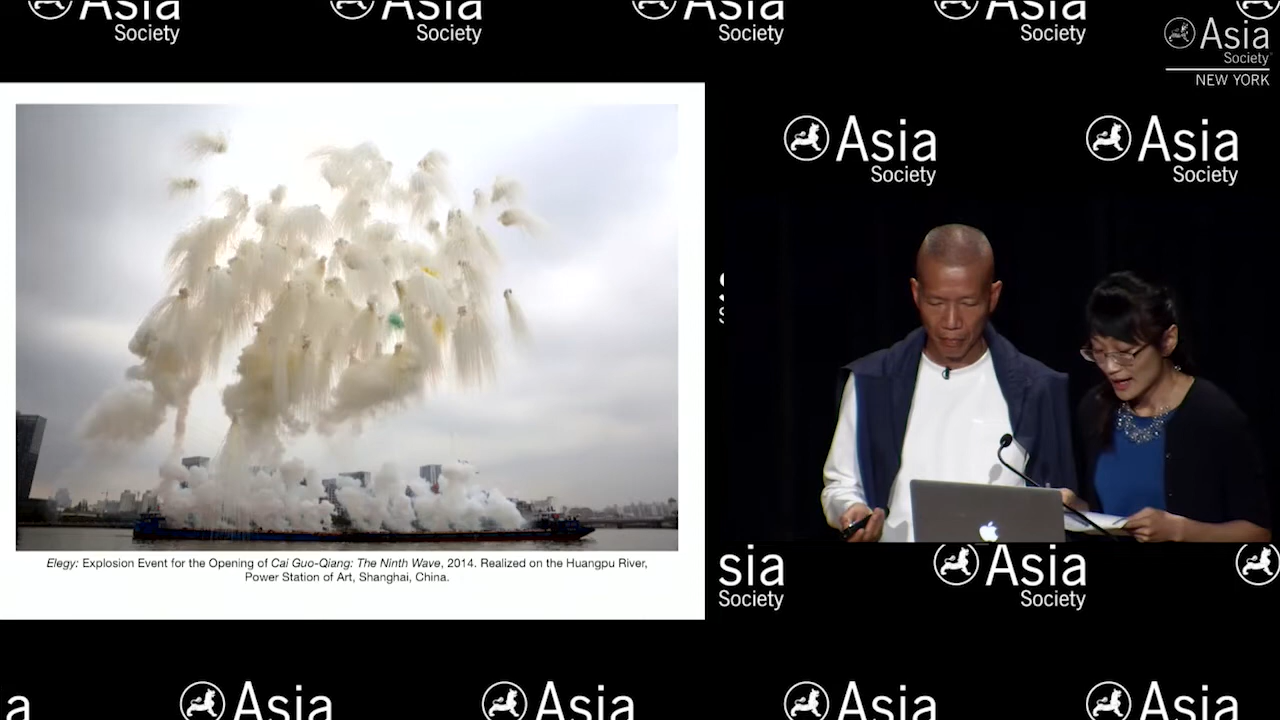 Asia Asia Asia Asia
Society Society Society Society
Asia
Society
NEW YORK
Asia Asia
Society Society
Elegy: Explosion Event for the Opening of Cai Guo-Qiang: The Ninth Wave, 2014. Realized on the Huangpu River,
Power Station of Art, Shanghai, China.
sia Asia
Society Society
a Asia Asia Asia Asia